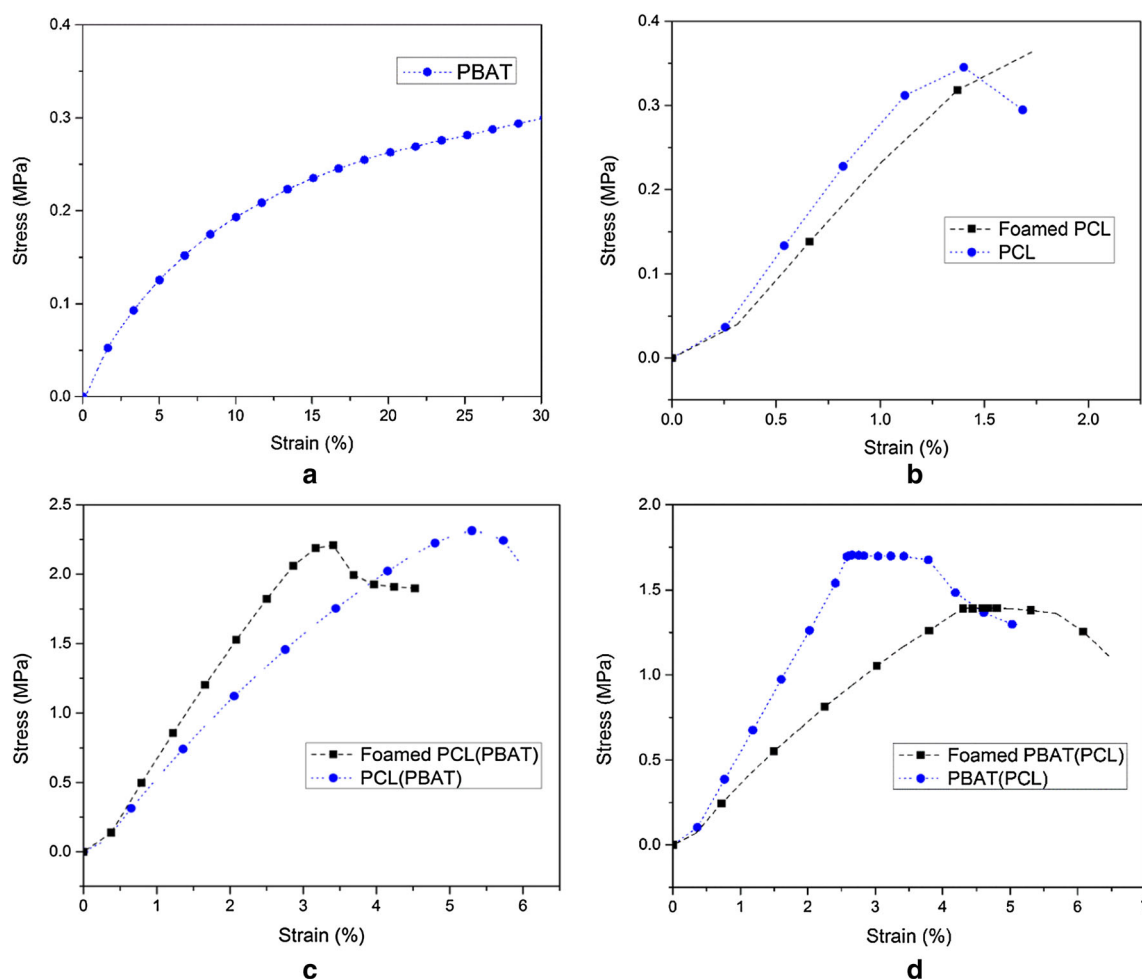 0.4
0.3
0.2
0.1
0.0
Stress (MPa)
PBAT
0 5 10 15 20 25 30
Strain (%)
a
0.4
0.3
0.2
0.1
0.0
Stress (MPa)
Foamed PCL
PCL
0.0 0.5 1.0 1.5 2.0
Strain (%)
b
2.5
2.0
1.5
1.0
0.5
0.0
Stress (MPa)
Foamed PCL(PBAT)
PCL(PBAT)
0 1 2 3 4 5 6
Strain (%)
c
2.0
1.5
1.0
0.5
0.0
Stress (MPa)
Foamed PBAT(PCL)
PBAT(PCL)
0 1 2 3 4 5 6 7
Strain (%)
d